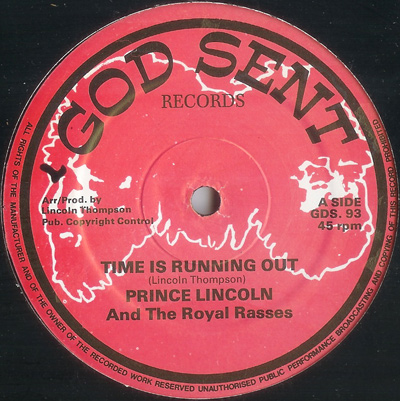 GOD SENT
RECORDS
Arr/Prod. by
Lincoln Thompson
Pub. Copyright Control
A SIDE
GDS. 93
45 rpm
TIME IS RUNNING OUT
(Lincoln Thompson)
PRINCE LINCOLN
And The Royal Rasses
ALL RIGHTS OF THE MANUFACTURER AND OF THE OWNER OF THE RECORDED WORK RESERVED UNAUTHORISED PUBLIC PERFORMANCE BROADCASTING AND COPYING OF THIS RECORD PROHIBITED